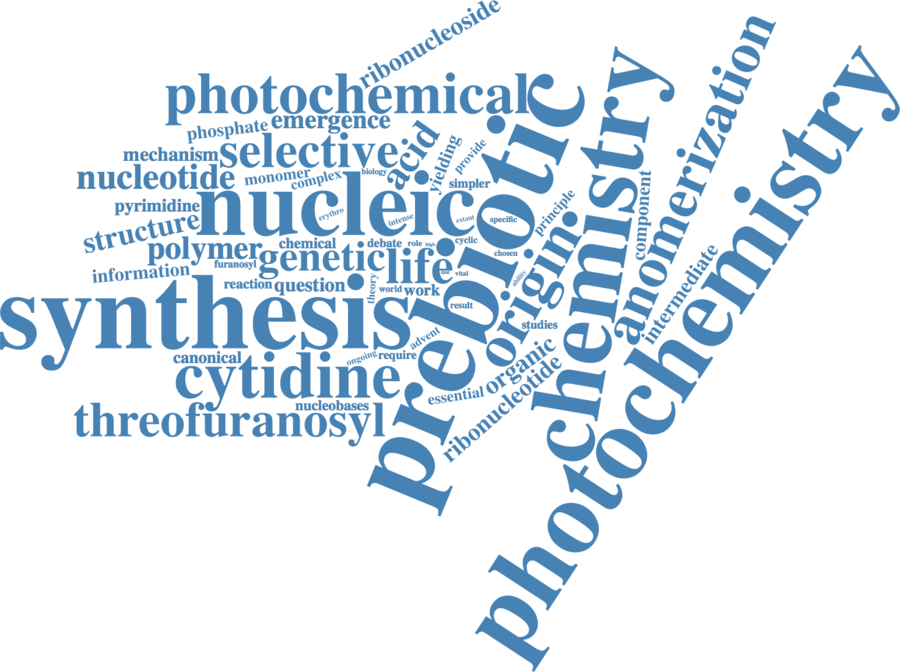 ribonucleoside
photochemical
prebiotic
chemistry
anomerization
photochemistry
phosphate
emergence
acid
yielding
provide
mechanism
selective
biology
nucleotide
monomer
complex
simpler
nucleic
pyrimidine
erythro
intense
extant
specific
principle
component
structure
polymer
chemical
debate
role
high
cyclic
chosen
origin
information
furanosyl
genetic
life
vital
ability
intermediate
reaction
question
theory
world
work
synthesis
result
studies
advent
canonical
ongoing
require
cytidine
essential
organic
nucleobases
ribonucleotide
threofuranosyl